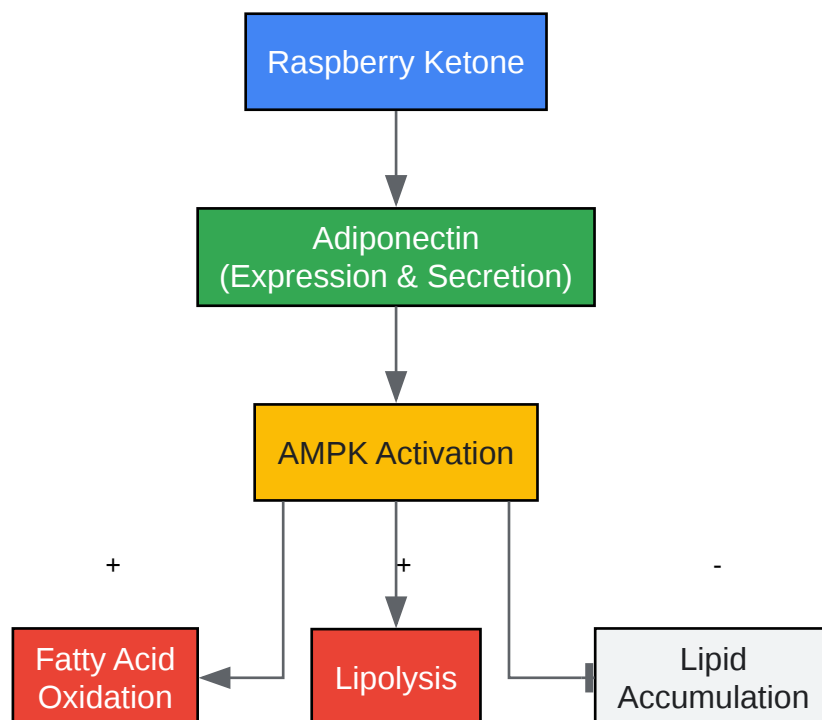 Raspberry Ketone
Adiponectin
(Expression & Secretion)
AMPK Activation
+
+
-
Fatty Acid
Oxidation
Lipolysis
Lipid
Accumulation